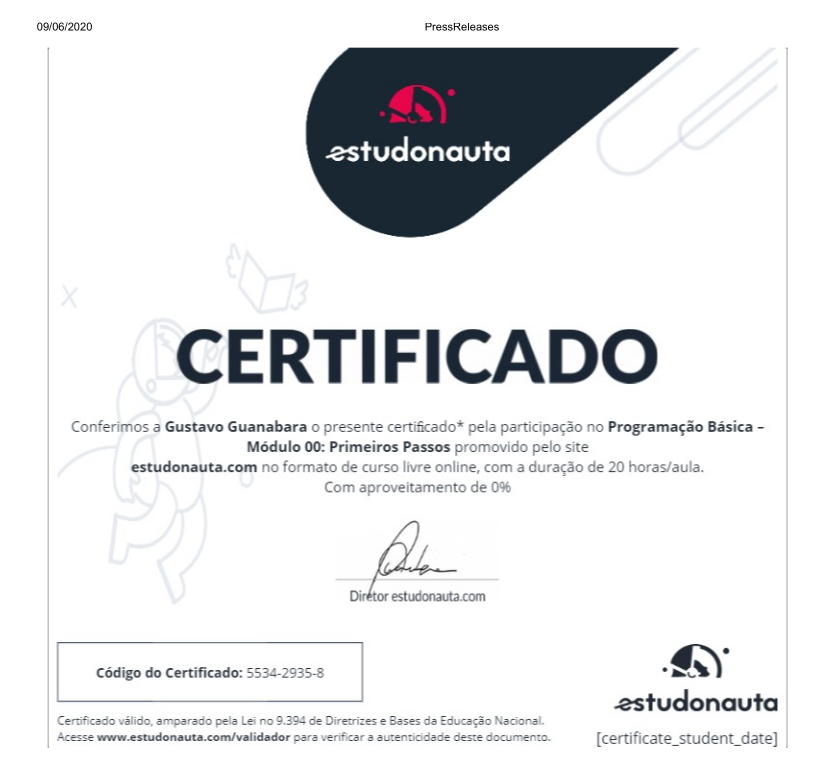 09/06/2020 PressReleases
estudonauta
CERTIFICADO
Conferimos a Gustavo Guanabara o presente certificado* pela participação no Programação Básica –
Módulo 00: Primeiros Passos promovido pelo site
estudonauta.com no formato de curso livre online, com a duração de 20 horas/aula.
Com aproveitamento de 0%
Diretor estudonauta.com
Código do Certificado: 5534-2935-8
estudonauta
Certificado válido, amparado pela Lei no 9.394 de Diretrizes e Bases da Educação Nacional.
Acesse www.estudonauta.com/validador para verificar a autenticidade deste documento.
[certificate_student_date]